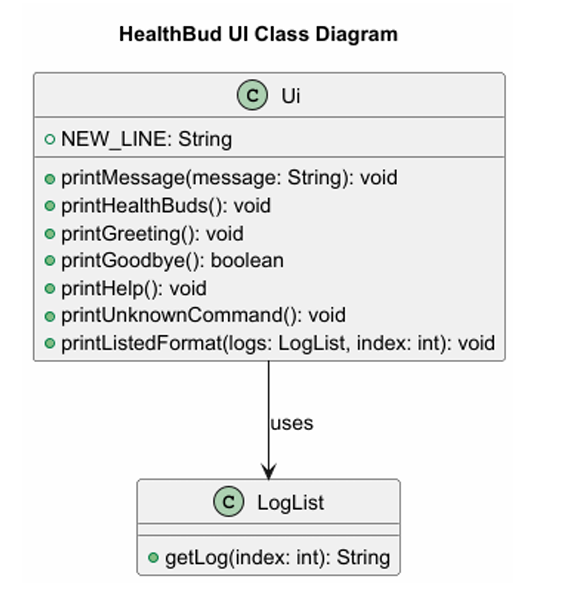 HealthBud UI Class Diagram
C Ui
NEW_LINE: String
printMessage(message: String): void
printHealthBuds(): void
printGreeting(): void
printGoodbye(): boolean
printHelp(): void
printUnknownCommand(): void
printListedFormat(logs: LogList, index: int): void
uses
C LogList
getLog(index: int): String